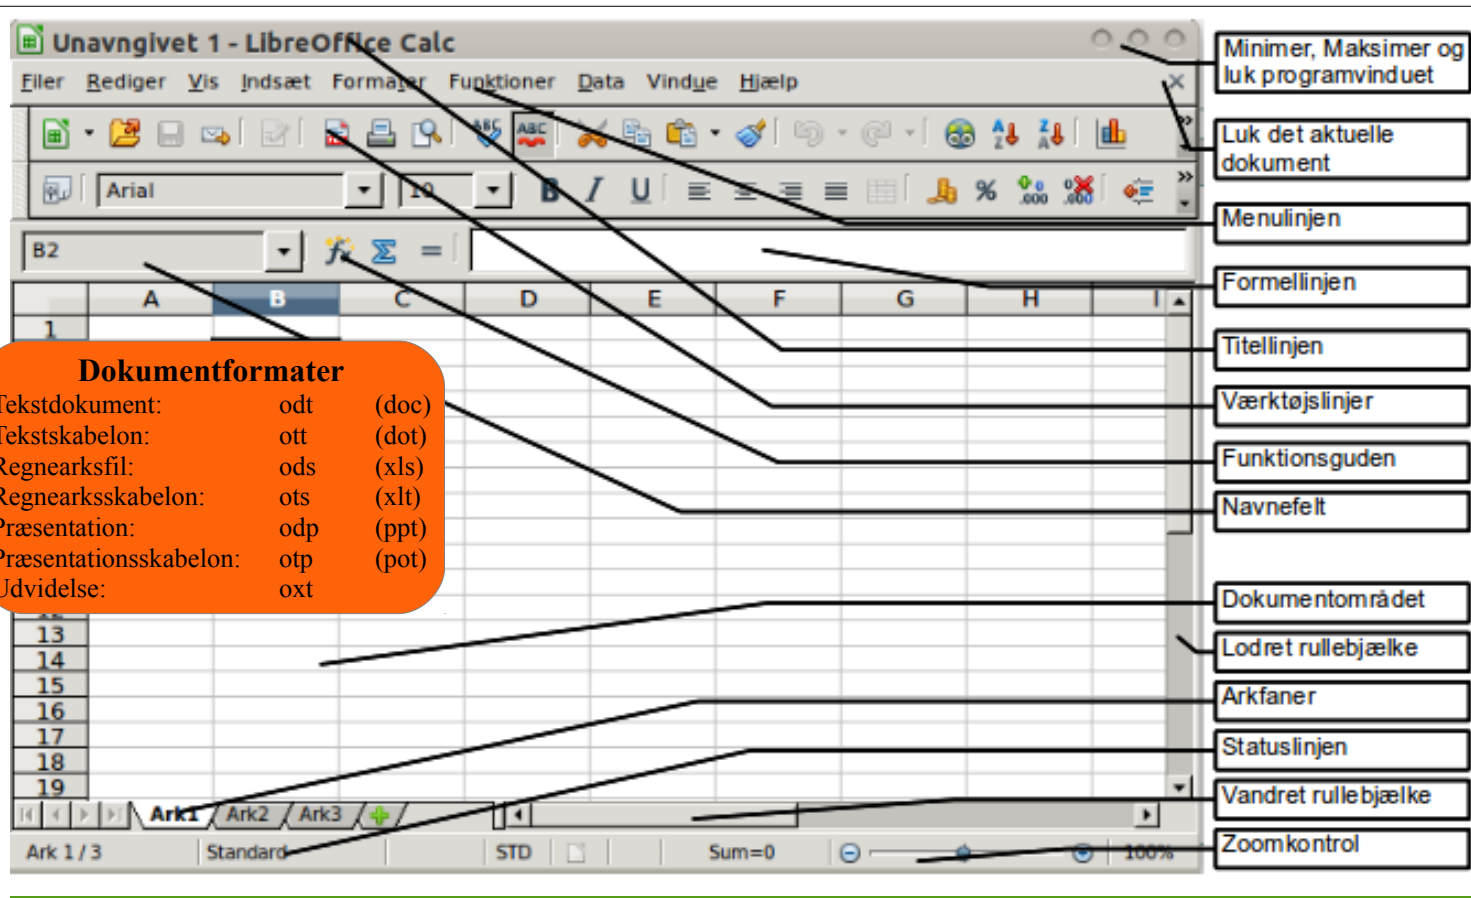 Unavngivet 1 - LibreOffice Calc
Filer Rediger Vis Indsæt Formater Funktioner Data Vindue Hjælp
Arial 10
B2
A B C D E F G H I
1
Dokumentformater
Tekstdokument: odt (doc)
Tekstskabelon: ott (dot)
Regnearksfil: ods (xls)
Regnearksskabelon: ots (xlt)
Præsentation: odp (ppt)
Præsentationsskabelon: otp (pot)
Udvidelse: oxt
12
13
14
15
16
17
18
19
Ark1 Ark2 Ark3
Ark 1 / 3 Standard STD Sum=0 100%
Minimer, Maksimer og
luk programvinduet
Luk det aktuelle
dokument
Menulinjen
Formellinjen
Titellinjen
Værktøjslinjer
Funktionsguden
Navnefelt
Dokumentområdet
Lodret rullebjælke
Arkfaner
Statuslinjen
Vandret rullebjælke
Zoomkontrol